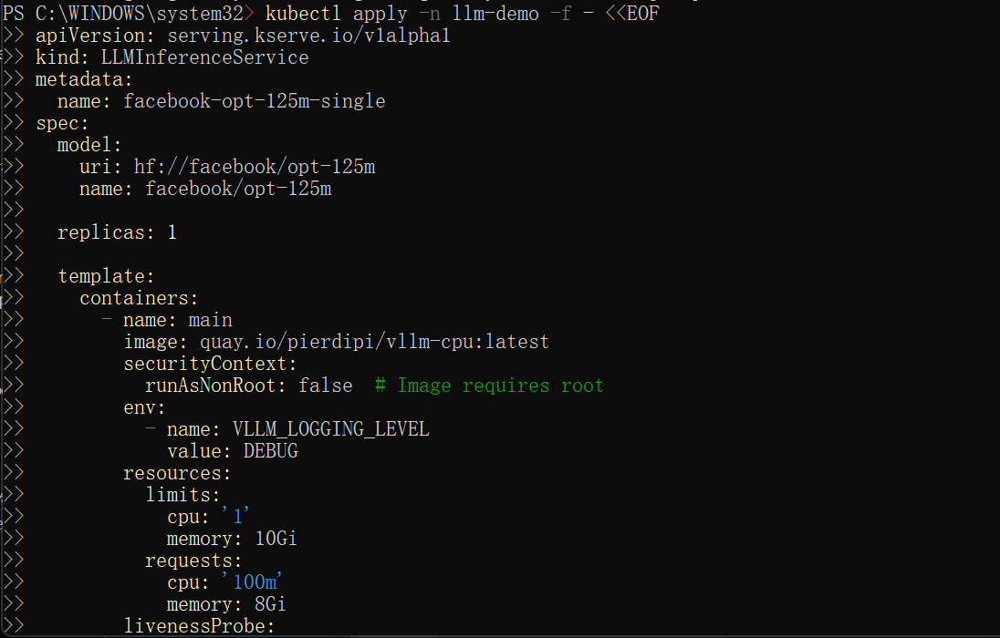 PS C:\WINDOWS\system32> kubectl apply -n llm-demo -f - <<EOF
>> apiVersion: serving.kserve.io/v1alpha1
>> kind: LLMInferenceService
>> metadata:
>>   name: facebook-opt-125m-single
>> spec:
>>   model:
>>     uri: hf://facebook/opt-125m
>>     name: facebook/opt-125m
>>
>>   replicas: 1
>>
>>   template:
>>     containers:
>>       - name: main
>>         image: quay.io/pierdipi/vllm-cpu:latest
>>         securityContext:
>>           runAsNonRoot: false  # Image requires root
>>         env:
>>           - name: VLLM_LOGGING_LEVEL
>>             value: DEBUG
>>         resources:
>>           limits:
>>             cpu: '1'
>>             memory: 10Gi
>>           requests:
>>             cpu: '100m'
>>             memory: 8Gi
>>         livenessProbe: